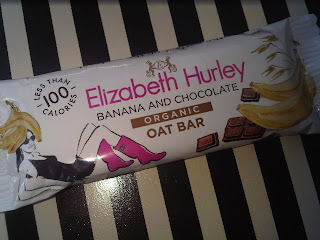 LESS THAN
100
CALORIES
Elizabeth Hurley
BANANA AND CHOCOLATE
ORGANIC
OAT BAR